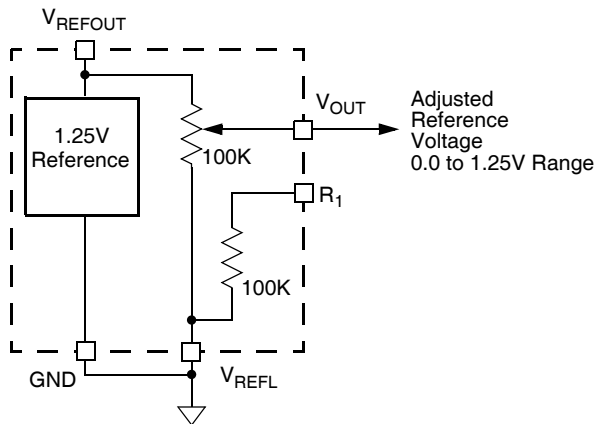 VREFOUT
1.25V
Reference
100K
VOUT
Adjusted
Reference
Voltage
0.0 to 1.25V Range
R1
100K
GND
VREFL